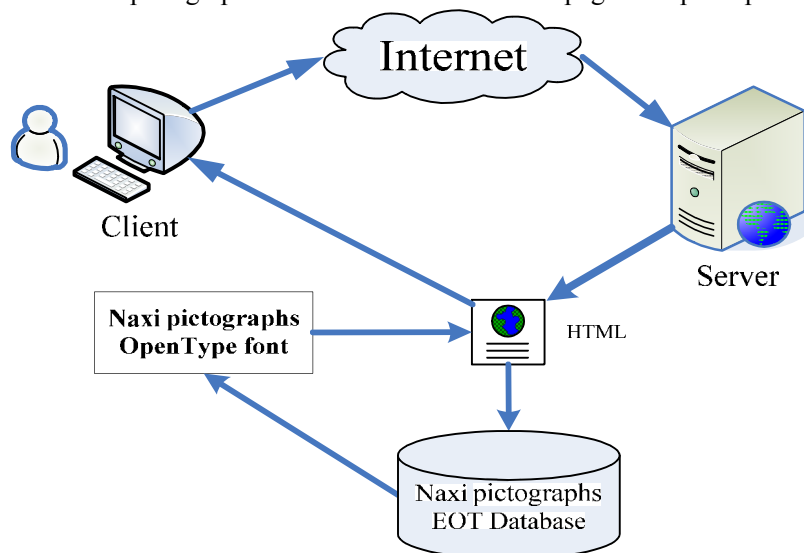 Internet
Client
Server
Naxi pictographs
OpenType font
HTML
Naxi pictographs
EOT Database